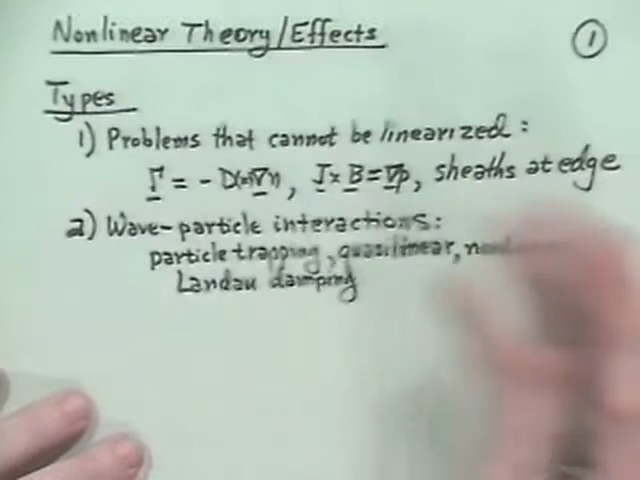 Nonlinear Theory/Effects
1
Types
1) Problems that cannot be linearized:
Γ = - D(n)∇n, J × B = ∇p, sheaths at edge
2) Wave-particle interactions:
particle trapping, quasilinear,
Landau damping